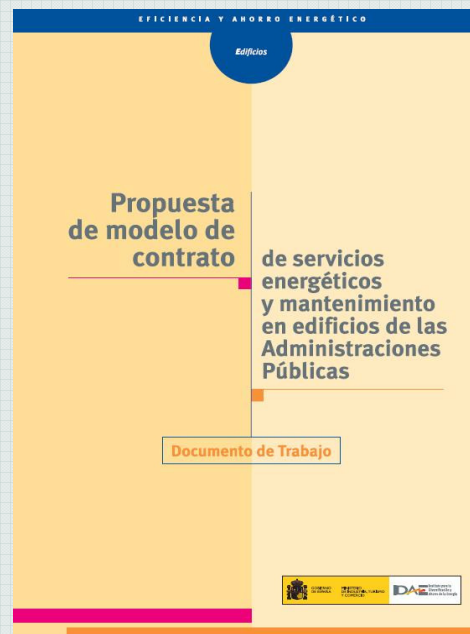 EFICIENCIA Y AHORRO ENERGÉTICO
Edificios
Propuesta
de modelo de
contrato
de servicios
energéticos
y mantenimiento
en edificios de las
Administraciones
Públicas
Documento de Trabajo
GOBIERNO
DE ESPAÑA
MINISTERIO
DE INDUSTRIA, TURISMO
Y COMERCIO
IDAE